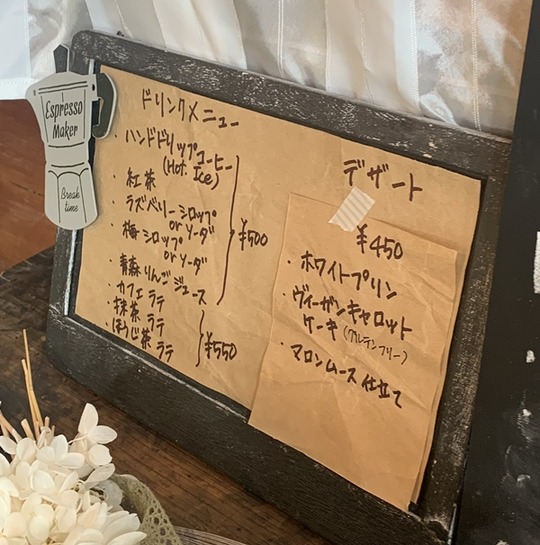 Espresso
Maker
Break
time
ドリンクメニュー
・ハンドドリップコーヒー
(Hot, Ice)
・紅茶
・ラズベリーシロップ
or ソーダ
・梅シロップ
or ソーダ
・青森りんごジュース
¥500
・カフェラテ
・抹茶ラテ
・ほうじ茶ラテ
¥550
デザート
¥450
・ホワイトプリン
・ヴィーガンキャロット
ケーキ(グルテンフリー)
・マロンムース仕立て